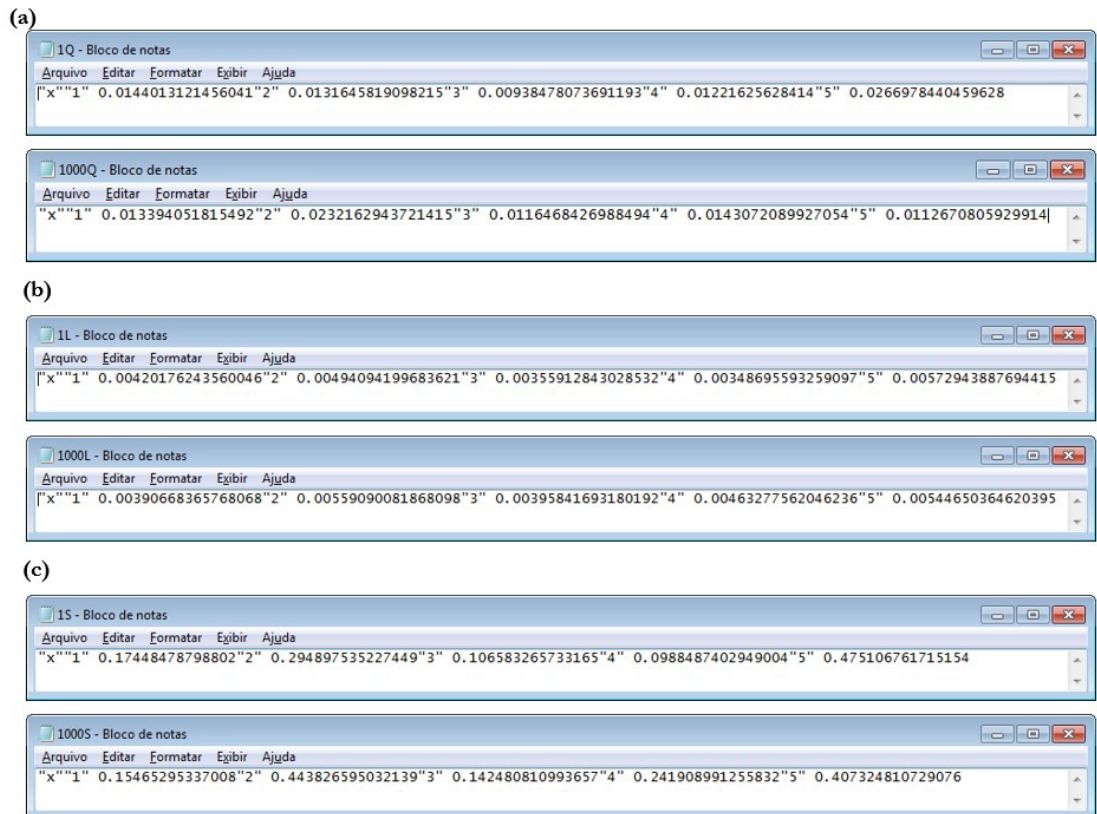 (a)
1Q - Bloco de notas
Arquivo Editar Formatar Exibir Ajuda
"x""1" 0.0144013121456041"2" 0.0131645819098215"3" 0.00938478073691193"4" 0.01221625628414"5" 0.0266978440459628
1000Q - Bloco de notas
Arquivo Editar Formatar Exibir Ajuda
"x""1" 0.013394051815492"2" 0.0232162943721415"3" 0.0116468426988494"4" 0.0143072089927054"5" 0.0112670805929914
(b)
1L - Bloco de notas
Arquivo Editar Formatar Exibir Ajuda
"x""1" 0.00420176243560046"2" 0.00494094199683621"3" 0.00355912843028532"4" 0.00348695593259097"5" 0.00572943887694415
1000L - Bloco de notas
Arquivo Editar Formatar Exibir Ajuda
"x""1" 0.00390668365768068"2" 0.00559090081868098"3" 0.00395841693180192"4" 0.00463277562046236"5" 0.00544650364620395
(c)
1S - Bloco de notas
Arquivo Editar Formatar Exibir Ajuda
"x""1" 0.17448478798802"2" 0.294897535227449"3" 0.106583265733165"4" 0.0988487402949004"5" 0.475106761715154
1000S - Bloco de notas
Arquivo Editar Formatar Exibir Ajuda
"x""1" 0.15465295337008"2" 0.443826595032139"3" 0.142480810993657"4" 0.241908991255832"5" 0.407324810729076